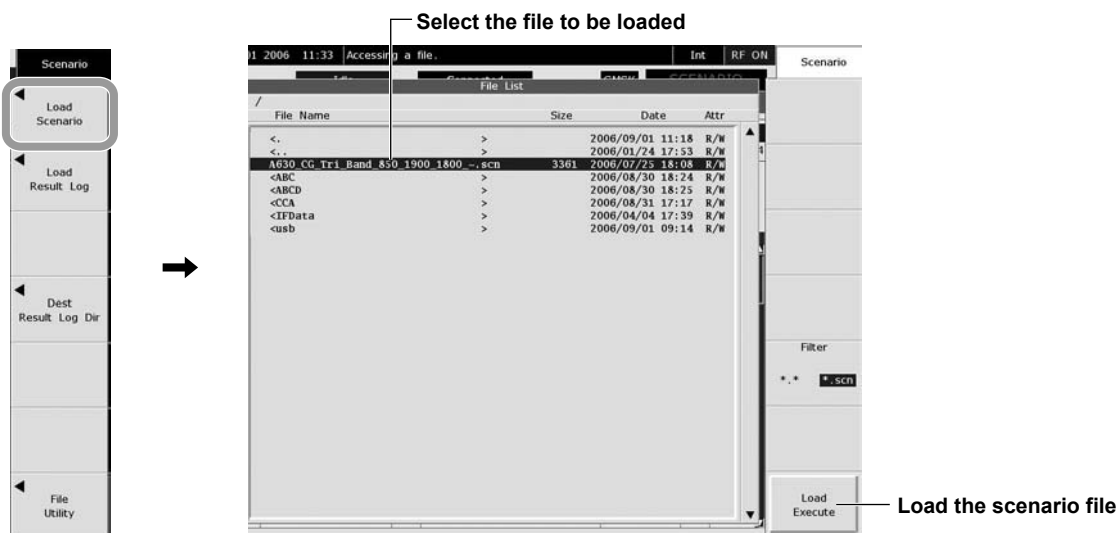 Select the file to be loaded
Scenario
Load
Scenario
Load
Result Log
Dest
Result Log Dir
File
Utility
1 2006 11:33 Accessing a file. Int RF ON
File List
/
File Name Size Date Attr
<. > 2006/09/01 11:18 R/W
<.. > 2006/01/24 17:53 R/W
A630_CG_Tri_Band_850_1900_1800_~.scn 3361 2006/07/25 18:08 R/W
<ABC > 2006/08/30 18:24 R/W
<ABCD > 2006/08/30 18:25 R/W
<CCA > 2006/08/31 17:17 R/W
<IFData > 2006/04/04 17:39 R/W
<usb > 2006/09/01 09:14 R/W
Scenario
Filter
*.* *.scn
Load
Execute
Load the scenario file